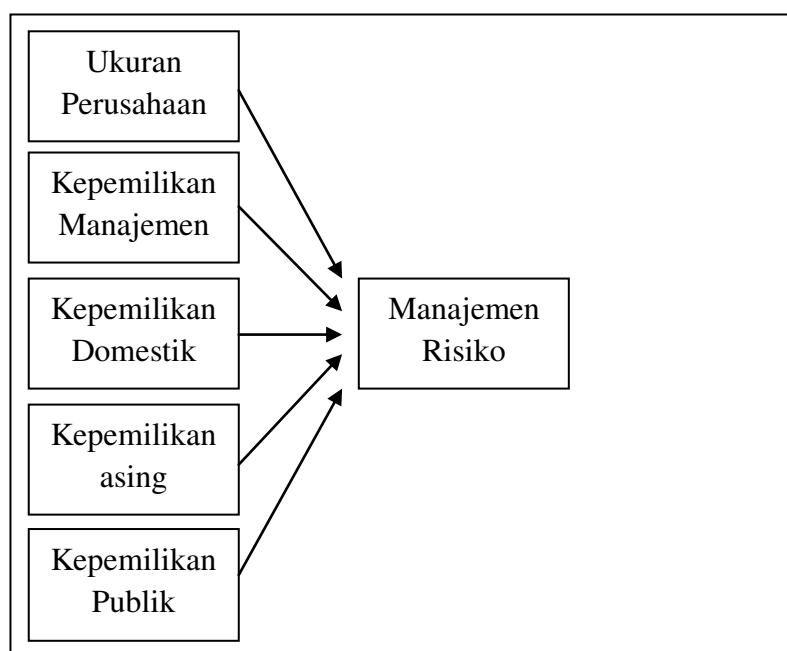 Ukuran
Perusahaan
Kepemilikan
Manajemen
Kepemilikan
Domestik
Manajemen
Risiko
Kepemilikan
asing
Kepemilikan
Publik